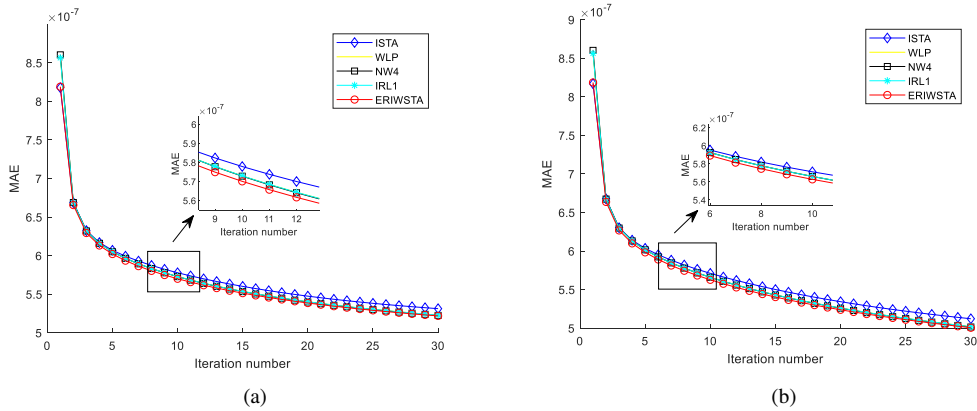 ×10⁻⁷
8.5
8
7.5
7
6.5
6
5.5
5
MAE
0 5 10 15 20 25 30
Iteration number
ISTA
WLP
NW4
IRL1
ERIWSTA
×10⁻⁷
6
5.9
5.8
5.7
5.6
MAE
9 10 11 12
Iteration number
(a)
×10⁻⁷
9
8.5
8
7.5
7
6.5
6
5.5
5
MAE
0 5 10 15 20 25 30
Iteration number
ISTA
WLP
NW4
IRL1
ERIWSTA
×10⁻⁷
6.2
6
5.8
5.6
5.4
MAE
6 8 10
Iteration number
(b)